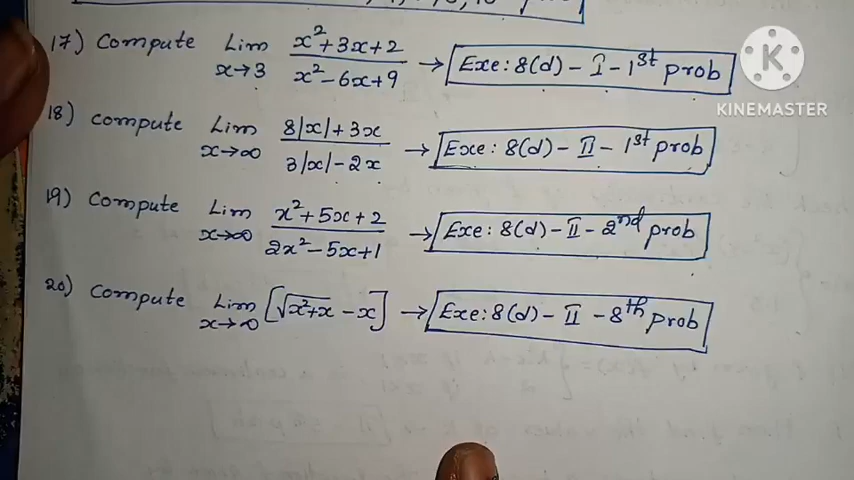 17) Compute Lim x→3 x²+3x+2 / x²-6x+9 → Exe: 8(d) - I - 1st prob
KINEMASTER
18) compute Lim x→∞ 8|x|+3x / 3|x|-2x → Exe: 8(d) - II - 1st prob
19) Compute Lim x→∞ x²+5x+2 / 2x²-5x+1 → Exe: 8(d) - II - 2nd prob
20) Compute Lim x→∞ [√x²+x - x] → Exe: 8(d) - II - 8th prob